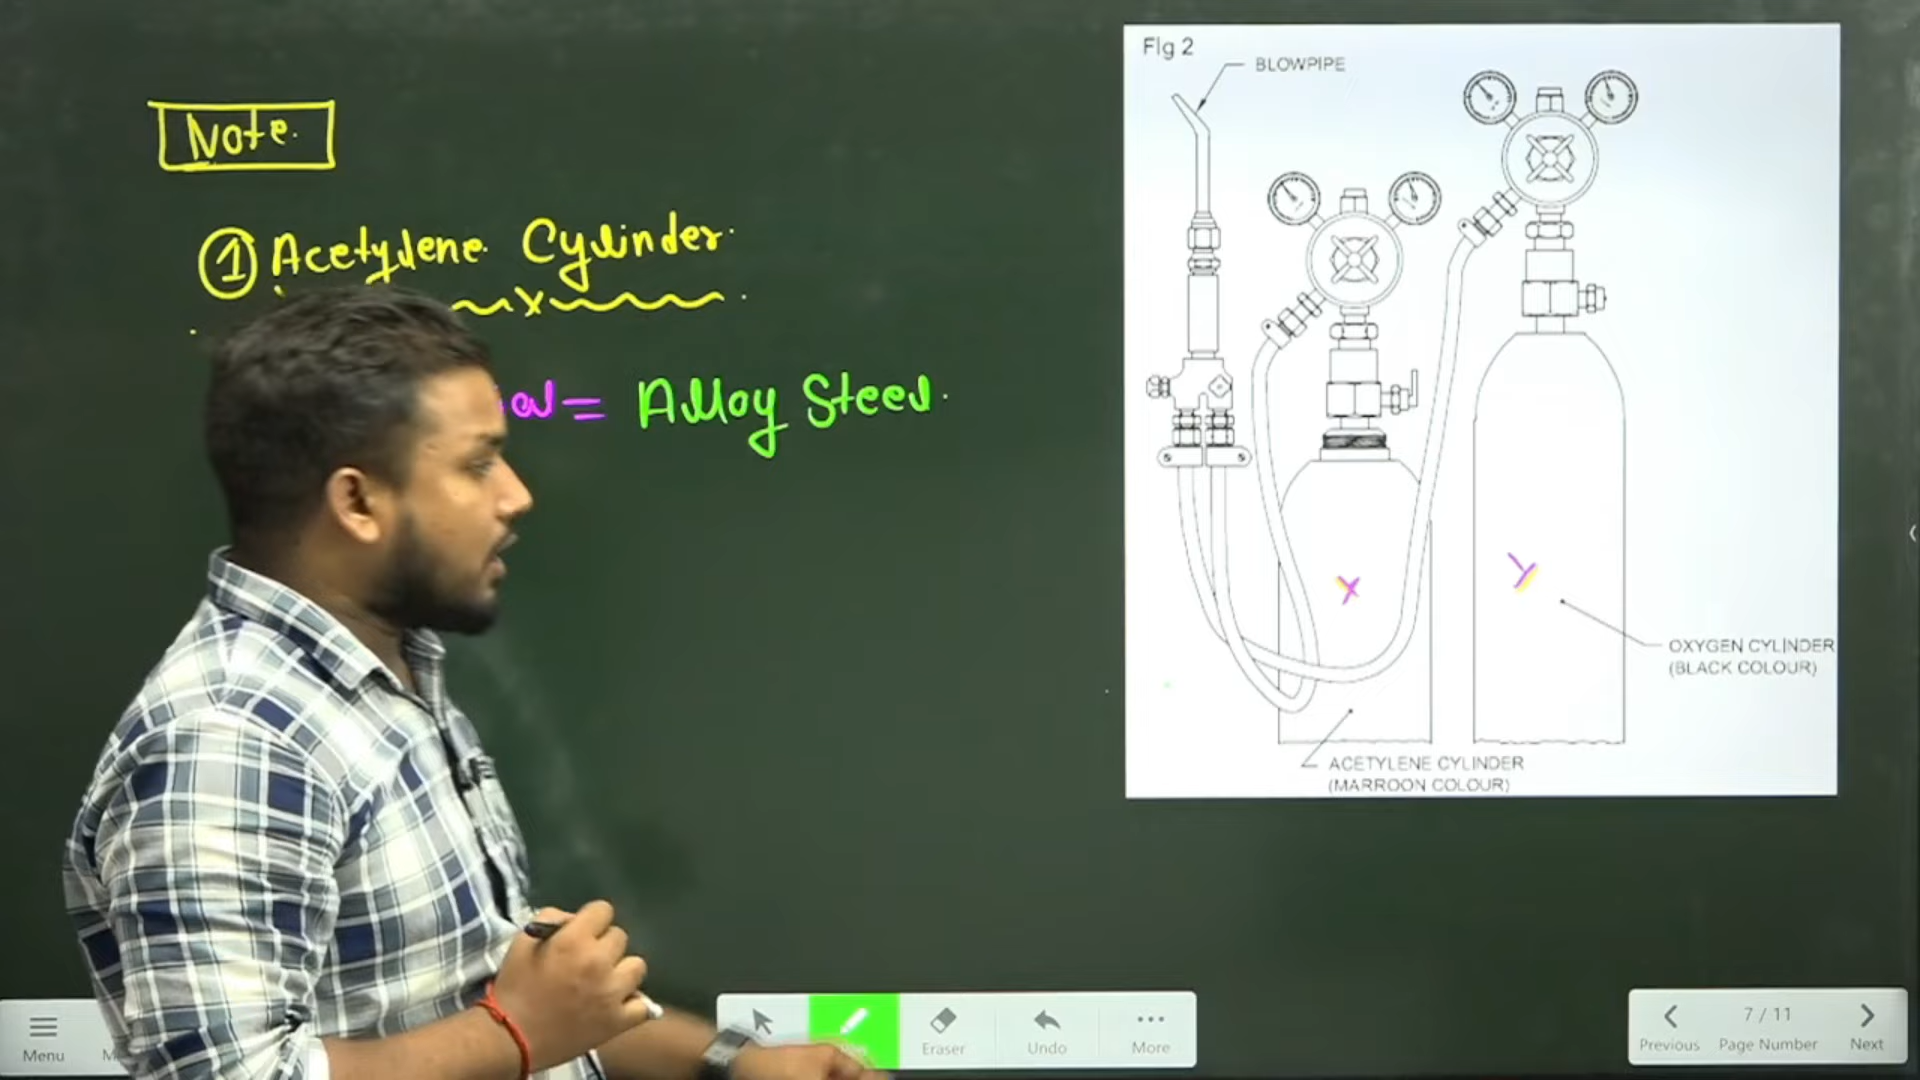 Note.
① Acetylene Cylinder
= Alloy Steel.
Fig 2
BLOWPIPE
OXYGEN CYLINDER
(BLACK COLOUR)
ACETYLENE CYLINDER
(MARROON COLOUR)
Menu
Eraser
Undo
More
Previous
7 / 11
Page Number
Next